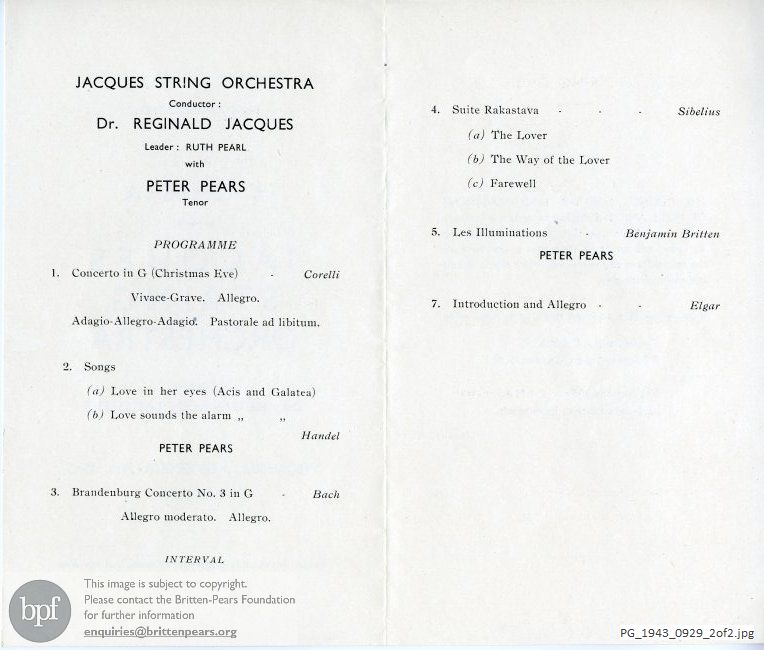 JACQUES STRING ORCHESTRA
Conductor :
Dr. REGINALD JACQUES
Leader : RUTH PEARL
with
PETER PEARS
Tenor
PROGRAMME
1. Concerto in G (Christmas Eve) - Corelli
Vivace-Grave. Allegro.
Adagio-Allegro-Adagio. Pastorale ad libitum.
2. Songs
(a) Love in her eyes (Acis and Galatea)
(b) Love sounds the alarm „ „
Handel
PETER PEARS
3. Brandenburg Concerto No. 3 in G - Bach
Allegro moderato. Allegro.
INTERVAL
4. Suite Rakastava - - - Sibelius
(a) The Lover
(b) The Way of the Lover
(c) Farewell
5. Les Illuminations - Benjamin Britten
PETER PEARS
7. Introduction and Allegro - - Elgar
bpf
This image is subject to copyright.
Please contact the Britten-Pears Foundation
for further information
enquiries@brittenpears.org
PG_1943_0929_2of2.jpg